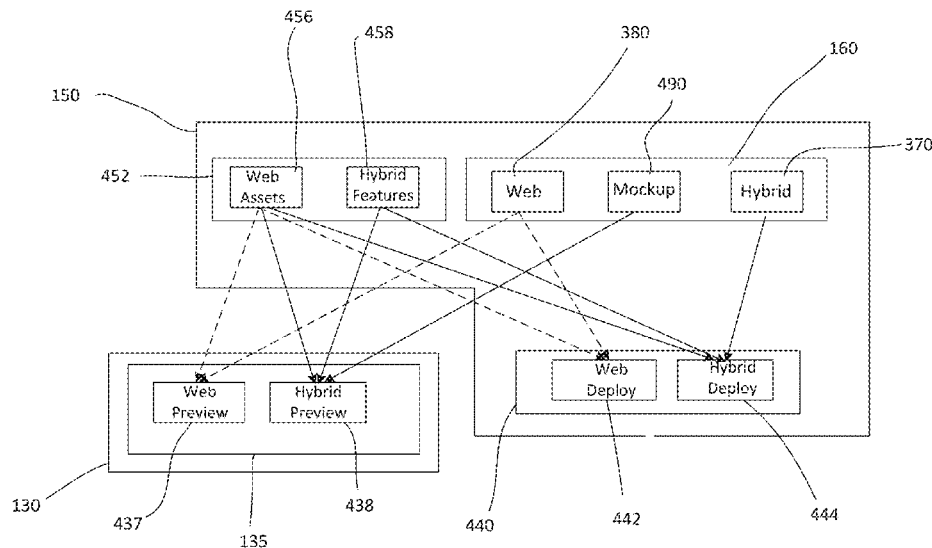 456
458
380
160
490
150
370
452
Web
Assets
Hybrid
Features
Web
Mockup
Hybrid
Web
Preview
Hybrid
Preview
Web
Deploy
Hybrid
Deploy
130
437
135
438
440
442
444